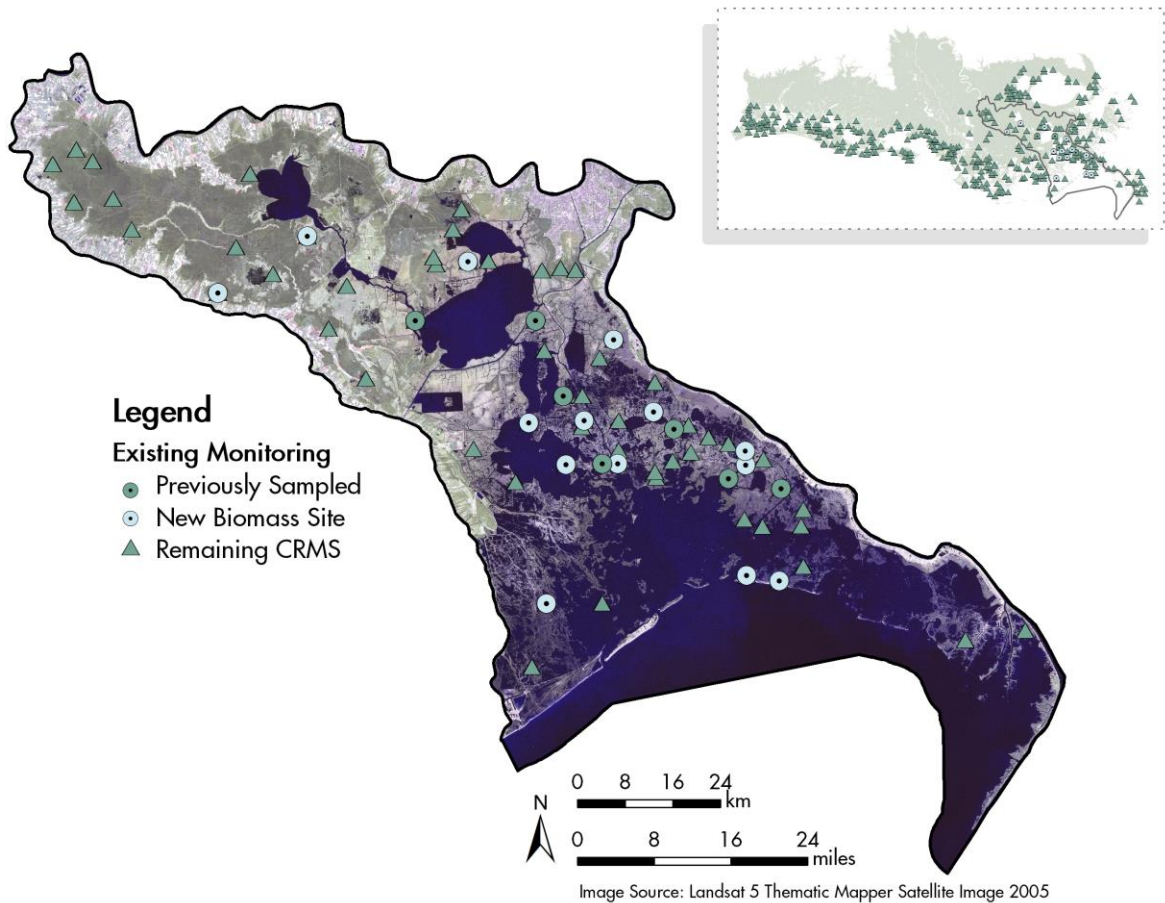 Legend
Existing Monitoring
Previously Sampled
New Biomass Site
Remaining CRMS
N
0 8 16 24
km
0 8 16 24
miles
Image Source: Landsat 5 Thematic Mapper Satellite Image 2005